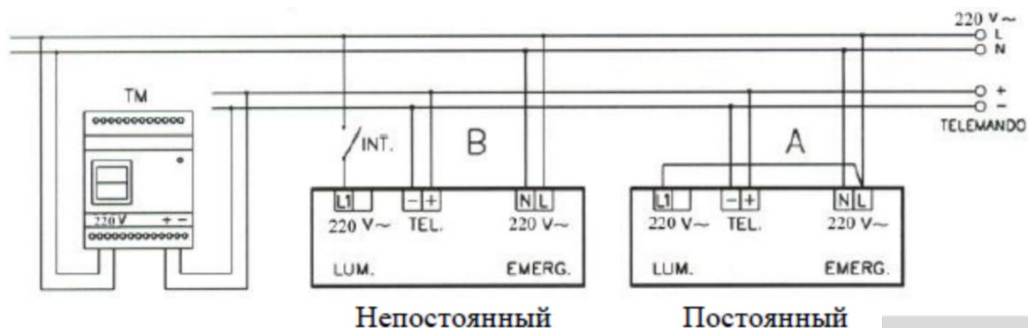 220 V~
L
N
TM
+
−
TELEMANDO
INT.
B
A
220 V + −
L1 − + N L
220 V~ TEL. 220 V~
LUM. EMERG.
L1 − + N L
220 V~ TEL. 220 V~
LUM. EMERG.
Непостоянный
Постоянный